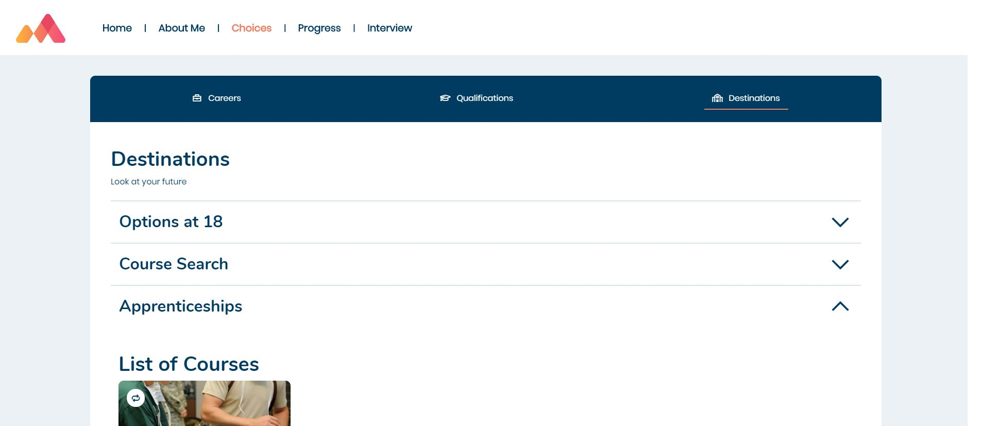 Home | About Me | Choices | Progress | Interview
Careers Qualifications Destinations
Destinations
Look at your future
Options at 18
Course Search
Apprenticeships
List of Courses